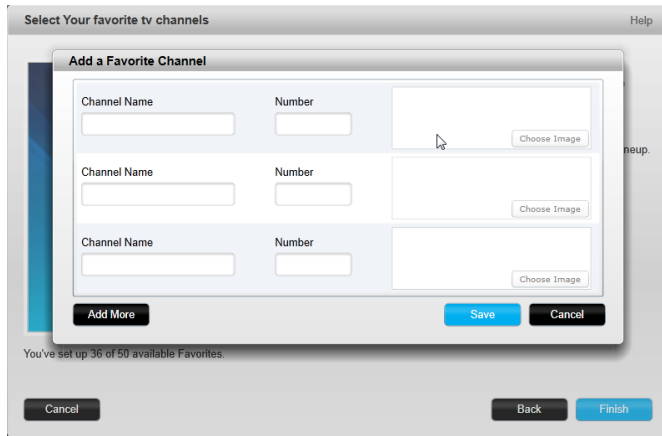 Select Your favorite tv channels
Help
Add a Favorite Channel
Channel Name Number
Choose Image
neup.
Channel Name Number
Choose Image
Channel Name Number
Choose Image
Add More Save Cancel
You've set up 36 of 50 available Favorites.
Cancel Back Finish